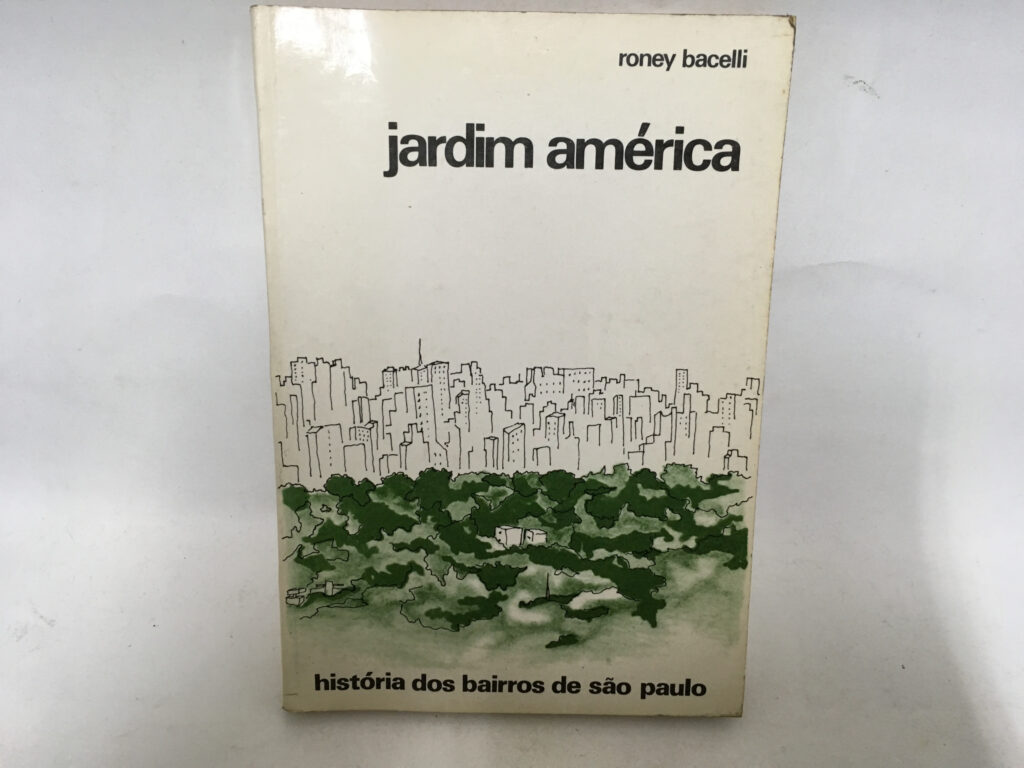 roney bacelli
jardim américa
história dos bairros de são paulo